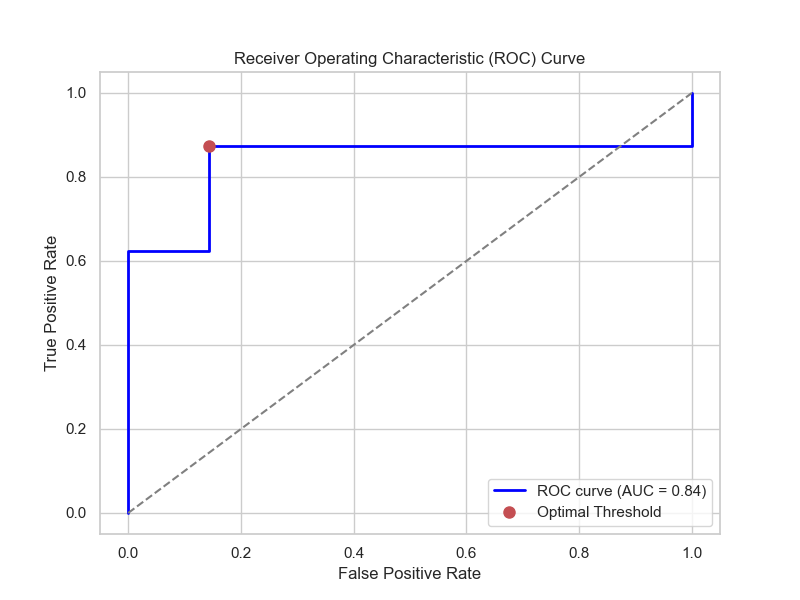 Receiver Operating Characteristic (ROC) Curve
True Positive Rate
1.0
0.8
0.6
0.4
0.2
0.0
ROC curve (AUC = 0.84)
Optimal Threshold
0.0 0.2 0.4 0.6 0.8 1.0
False Positive Rate